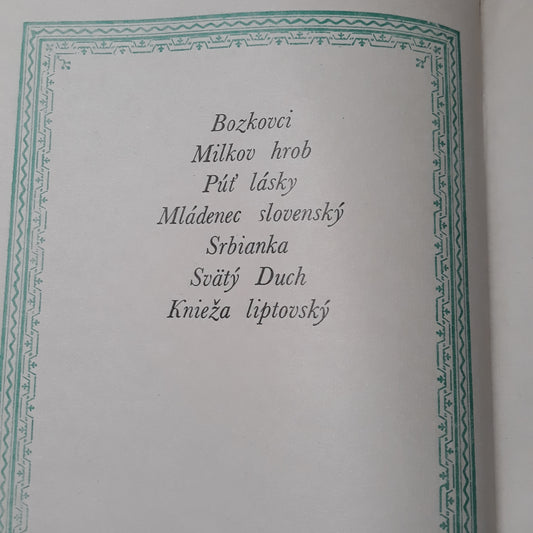 Bozkovci
Milkov hrob
Púť lásky
Mládenec slovenský
Srbianka
Svätý Duch
Knieža liptovský